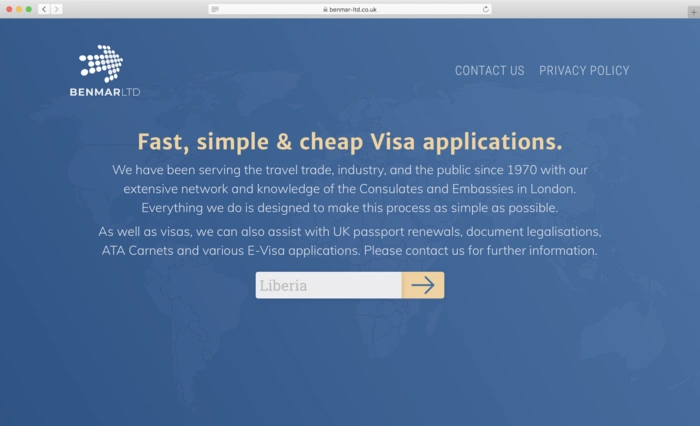 benmar-ltd.co.uk
BENMARLTD
CONTACT US PRIVACY POLICY
Fast, simple & cheap Visa applications.
We have been serving the travel trade, industry, and the public since 1970 with our
extensive network and knowledge of the Consulates and Embassies in London.
Everything we do is designed to make this process as simple as possible.
As well as visas, we can also assist with UK passport renewals, document legalisations,
ATA Carnets and various E-Visa applications. Please contact us for further information.
Liberia